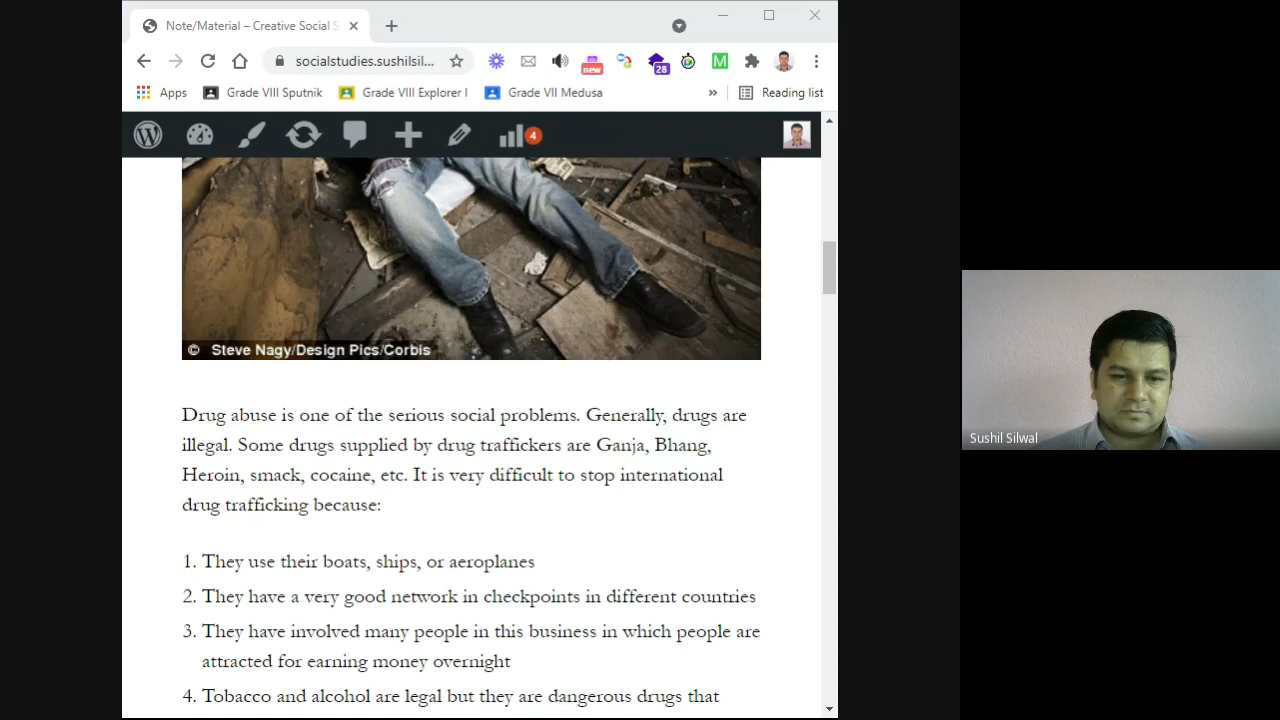 Note/Material – Creative Social S
socialstudies.sushilsil...
new
28
M
Apps
Grade VIII Sputnik
Grade VIII Explorer I
Grade VII Medusa
»
Reading list
4
© Steve Nagy/Design Pics/Corbis
Drug abuse is one of the serious social problems. Generally, drugs are
illegal. Some drugs supplied by drug traffickers are Ganja, Bhang,
Heroin, smack, cocaine, etc. It is very difficult to stop international
drug trafficking because:
1. They use their boats, ships, or aeroplanes
2. They have a very good network in checkpoints in different countries
3. They have involved many people in this business in which people are
attracted for earning money overnight
4. Tobacco and alcohol are legal but they are dangerous drugs that
Sushil Silwal